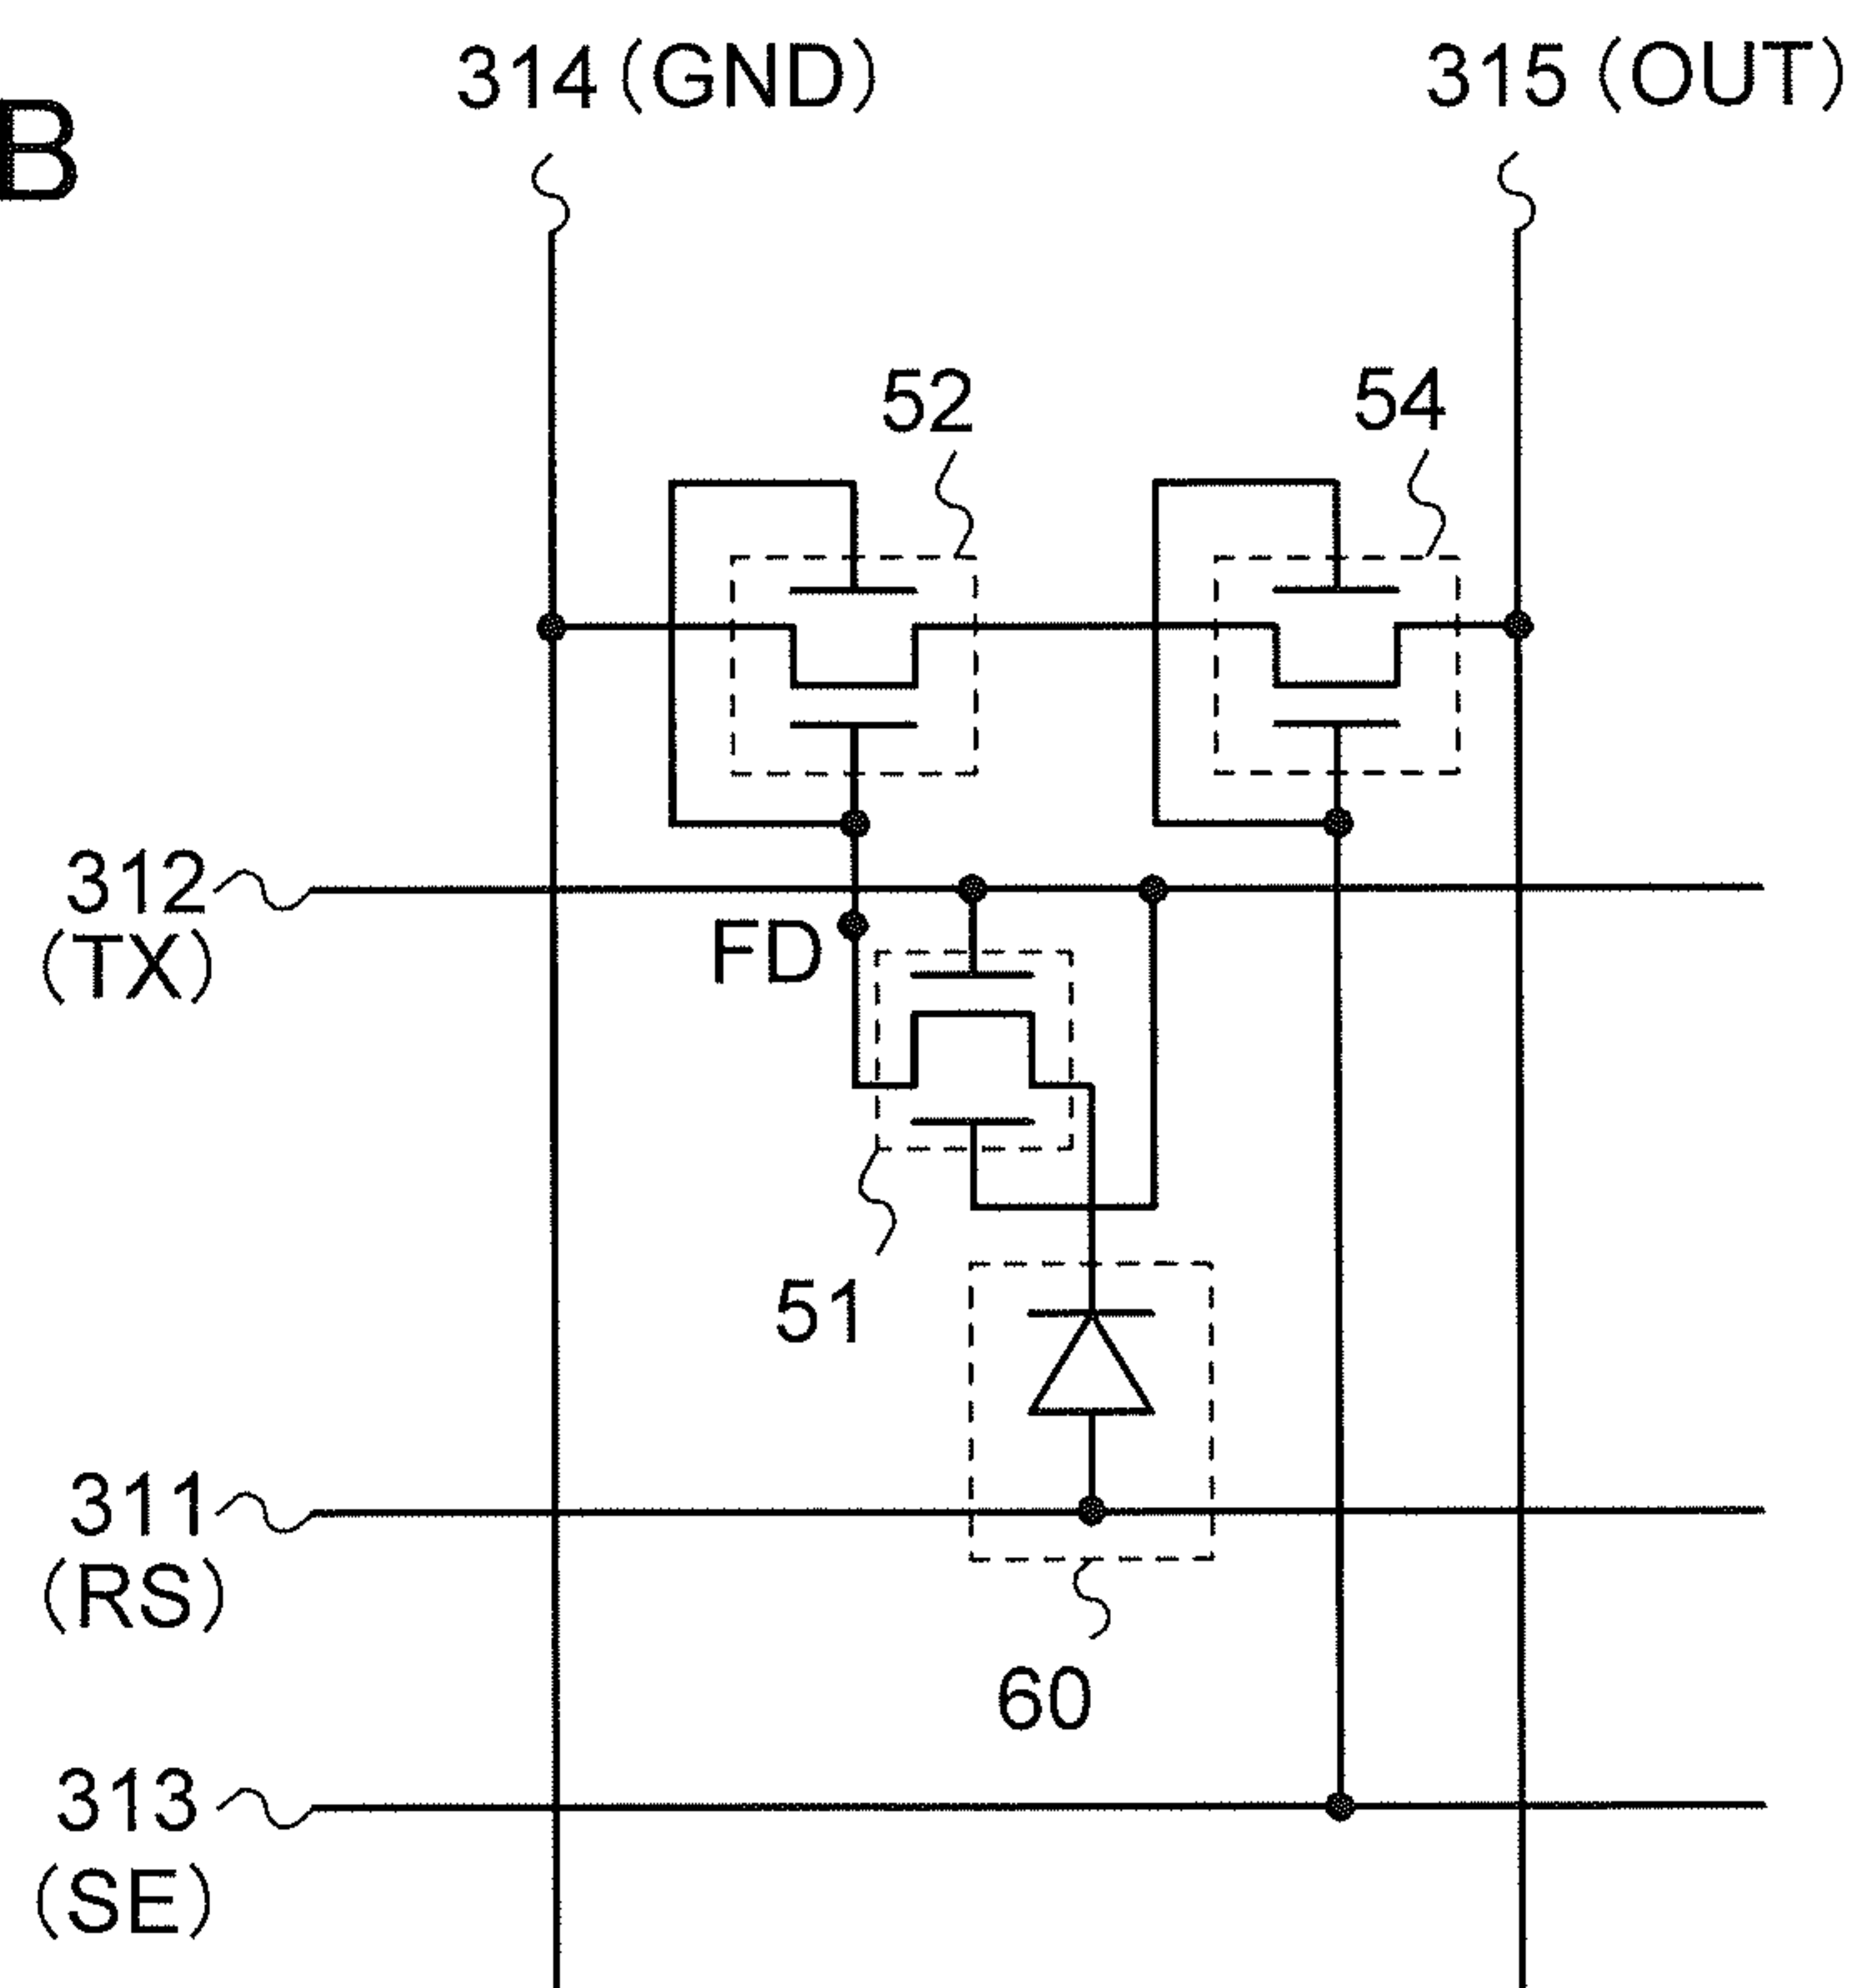 B
314 (GND)
315 (OUT)
52
54
312
(TX)
FD
51
311
(RS)
60
313
(SE)